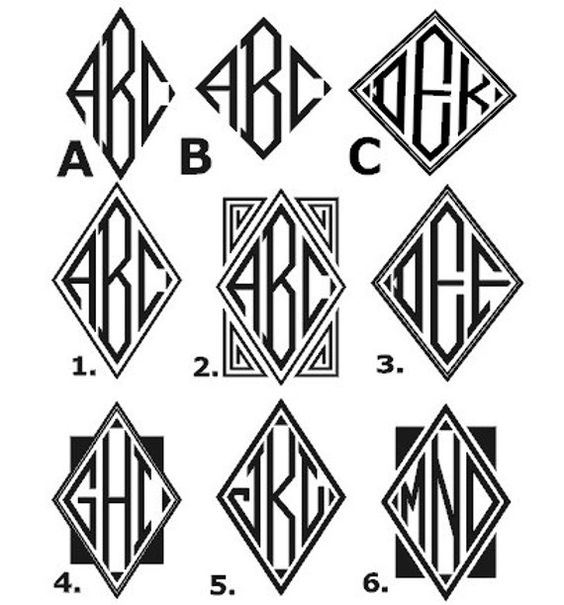 ABC ABC DEK
A B C
ABC ABC DEF
1. 2. 3.
GHI JKL MNO
4. 5. 6.